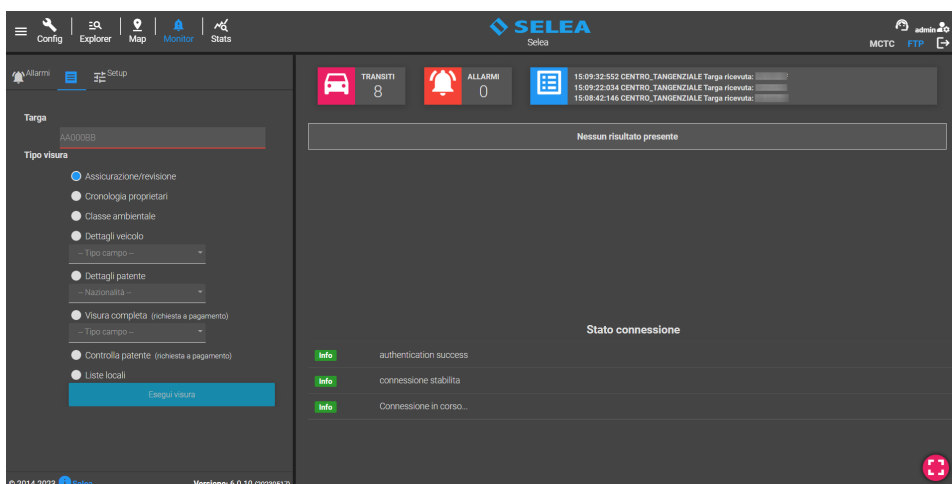 Config
Explorer
Map
Monitor
Stats
SELEA
Selea
admin
MCTC FTP
Allarmi
Setup
Targa
AA000BB
Tipo visura
Assicurazione/revisione
Cronologia proprietari
Classe ambientale
Dettagli veicolo
-- Tipo campo --
Dettagli patente
-- Nazionalità --
Visura completa (richiesta a pagamento)
-- Tipo campo --
Controlla patente (richiesta a pagamento)
Liste locali
Esegui visura
© 2014-2023 Selea Versione: 6.0.10 (20230517)
TRANSITI
8
ALLARMI
0
15:09:32:552 CENTRO_TANGENZIALE Targa ricevuta:
15:09:22:034 CENTRO_TANGENZIALE Targa ricevuta:
15:08:42:146 CENTRO_TANGENZIALE Targa ricevuta:
Nessun risultato presente
Stato connessione
Info authentication success
Info connessione stabilita
Info Connessione in corso...